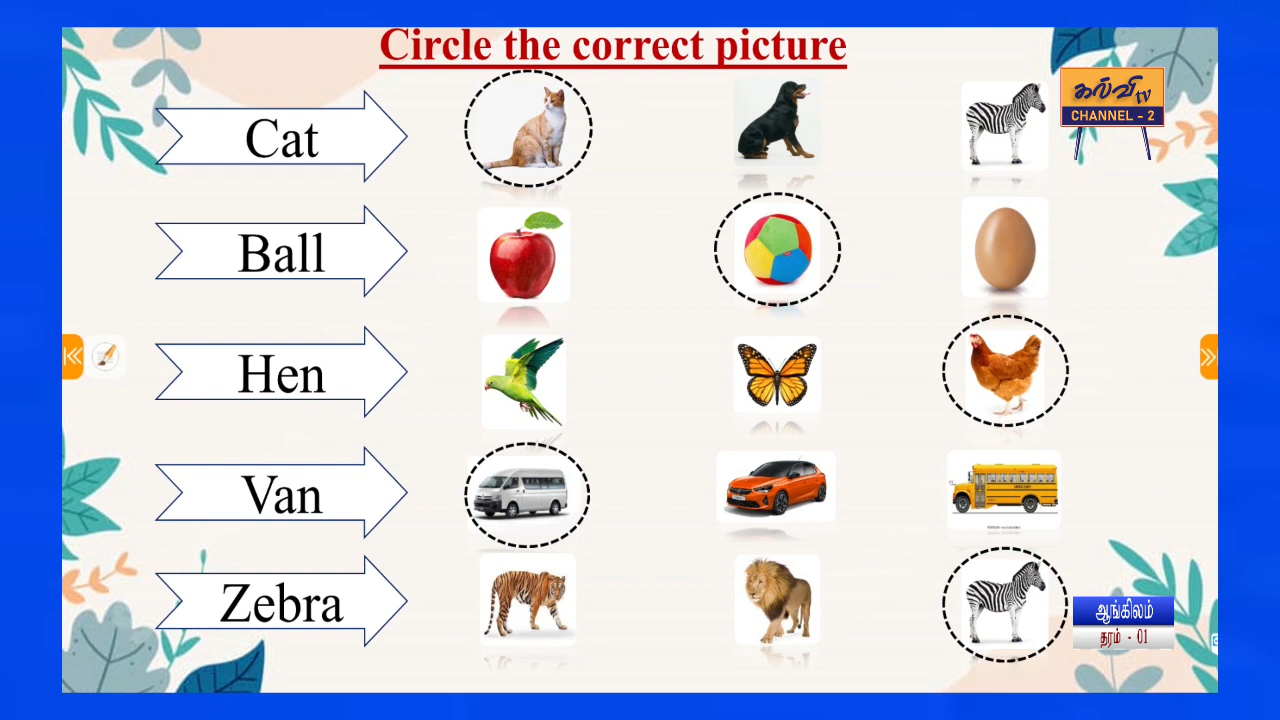 Circle the correct picture
கல்வி TV
CHANNEL - 2
Cat
Ball
Hen
Van
Zebra
ஆங்கிலம்
தரம் - 01